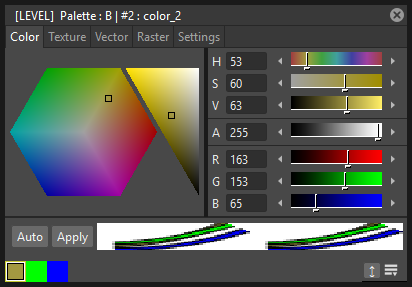 [LEVEL] Palette : B | #2 : color_2
Color Texture Vector Raster Settings
H 53
S 60
V 63
A 255
R 163
G 153
B 65
Auto Apply